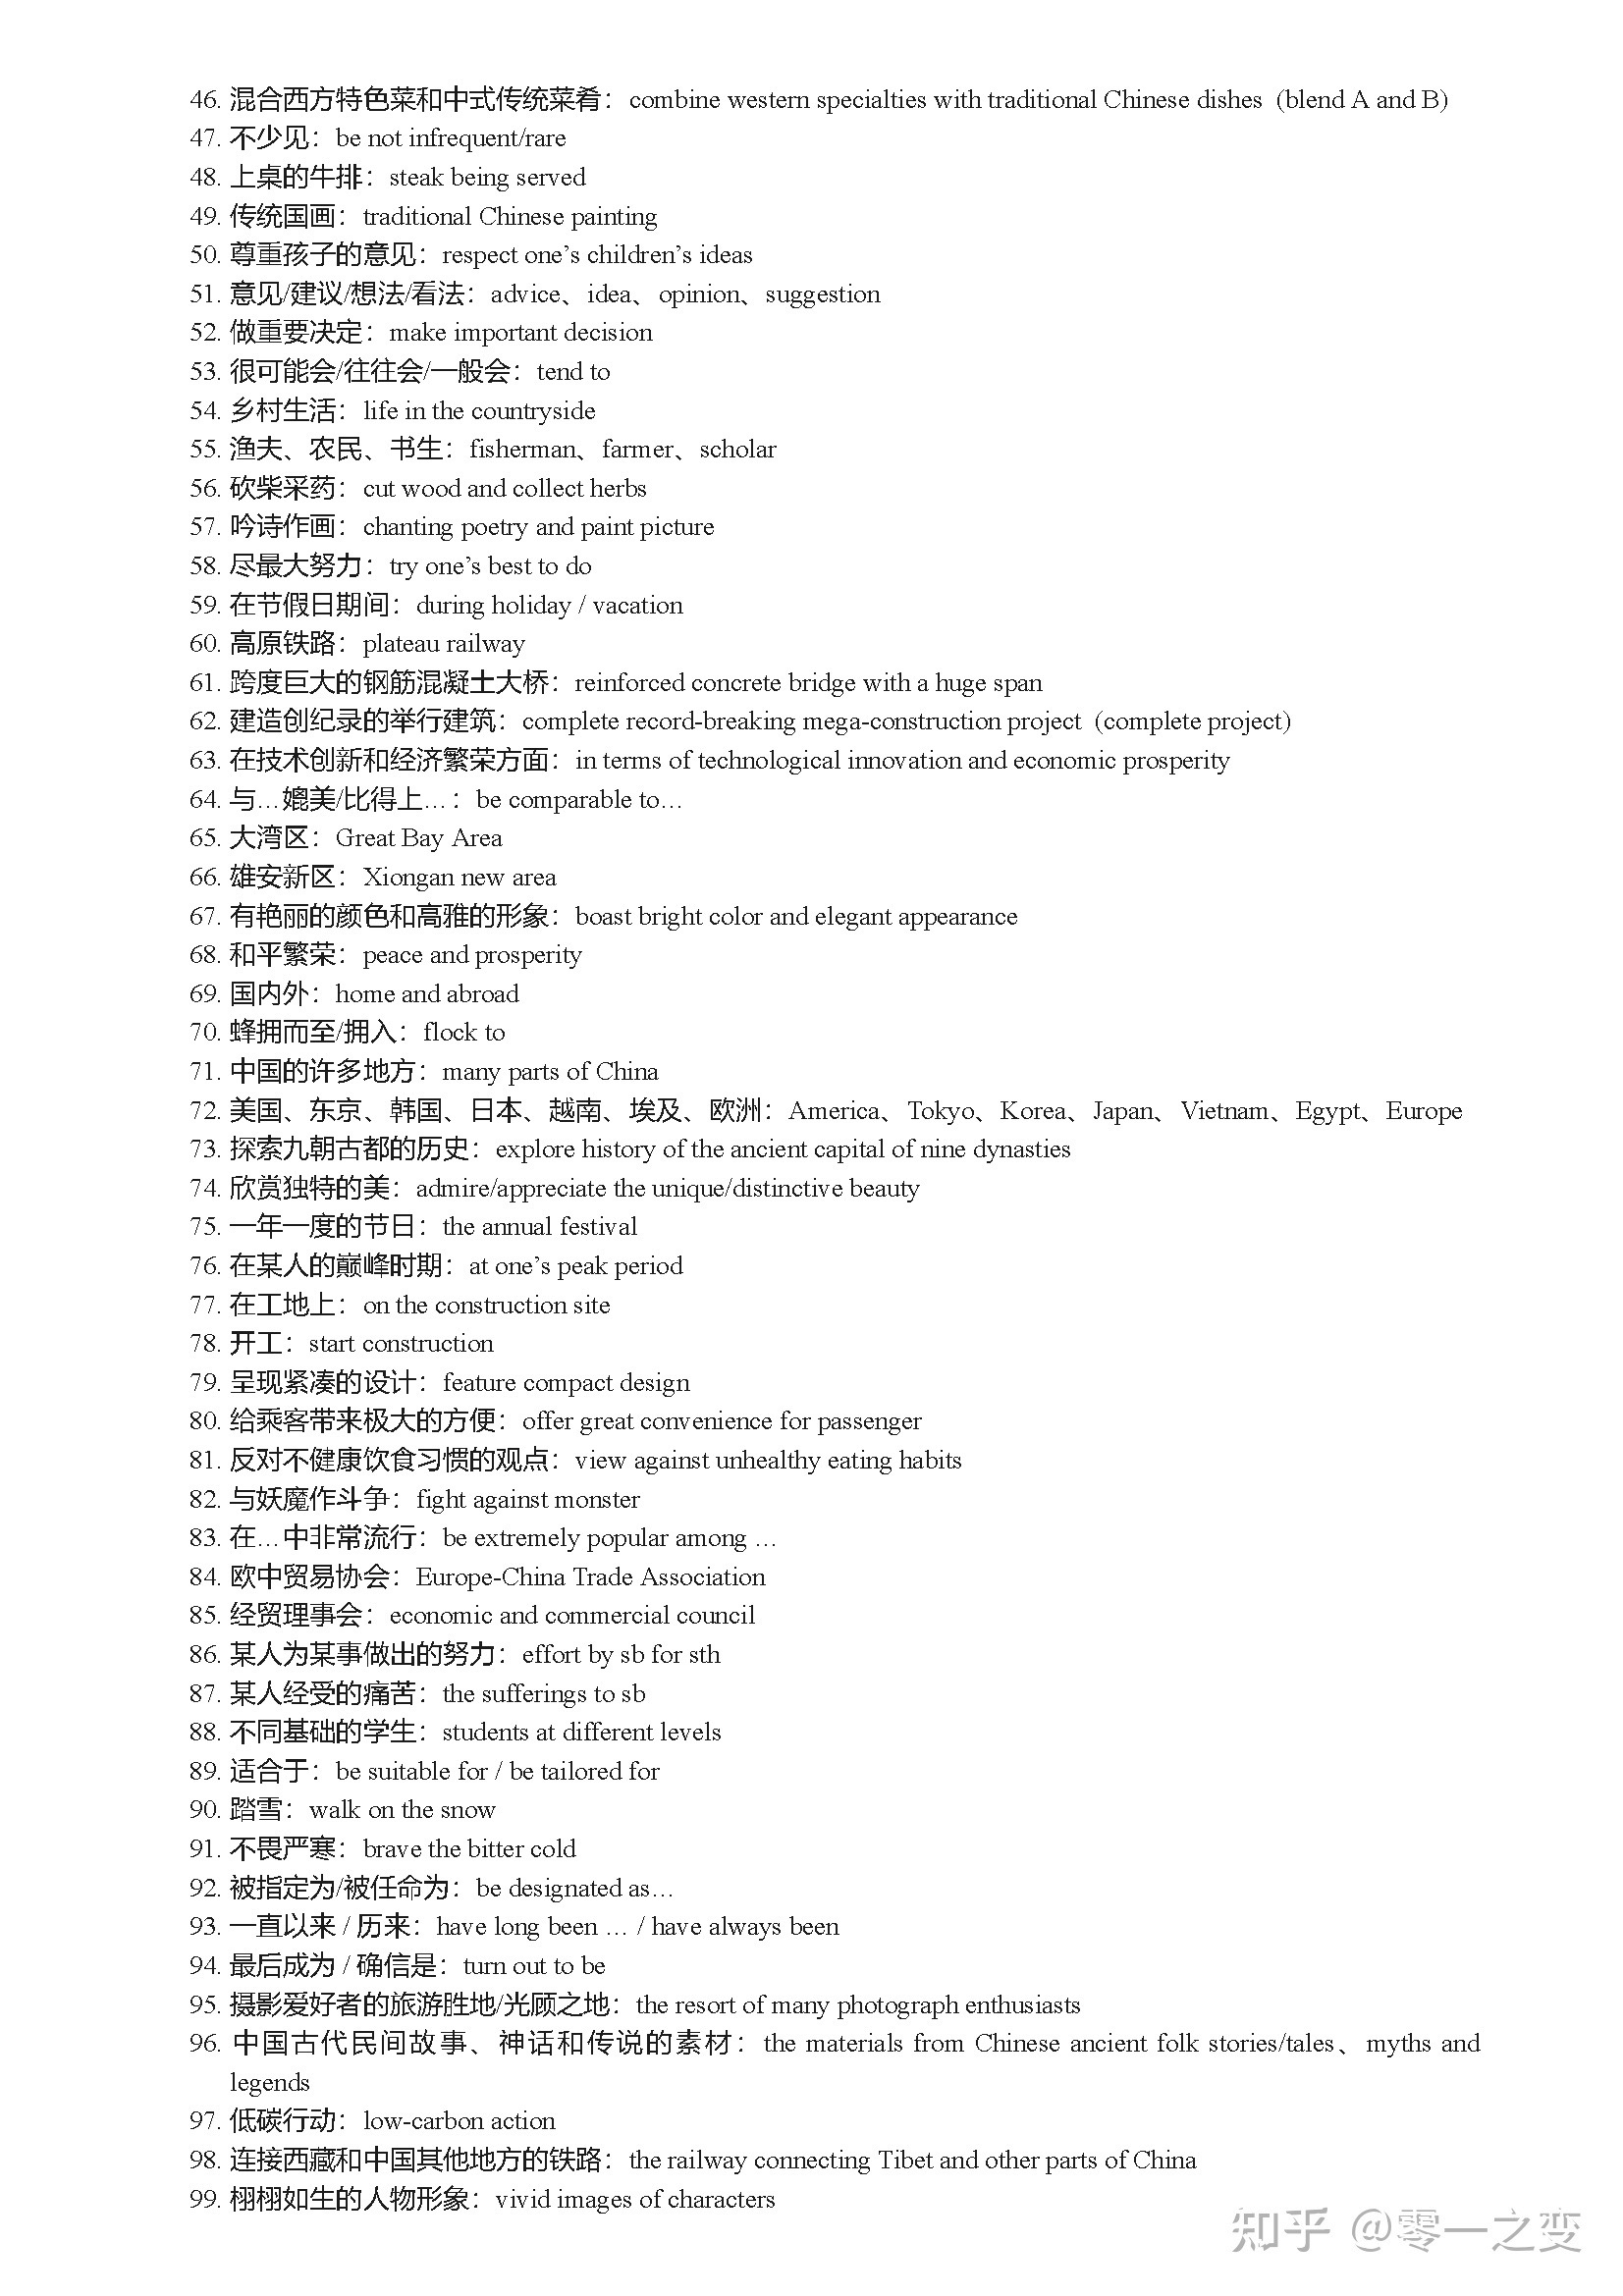 46. 混合西方特色菜和中式传统菜肴：combine western specialties with traditional Chinese dishes (blend A and B)
47. 不少见：be not infrequent/rare
48. 上桌的牛排：steak being served
49. 传统国画：traditional Chinese painting
50. 尊重孩子的意见：respect one’s children’s ideas
51. 意见/建议/想法/看法：advice、idea、opinion、suggestion
52. 做重要决定：make important decision
53. 很可能会/往往会/一般会：tend to
54. 乡村生活：life in the countryside
55. 渔夫、农民、书生：fisherman、farmer、scholar
56. 砍柴采药：cut wood and collect herbs
57. 吟诗作画：chanting poetry and paint picture
58. 尽最大努力：try one’s best to do
59. 在节假日期间：during holiday / vacation
60. 高原铁路：plateau railway
61. 跨度巨大的钢筋混凝土大桥：reinforced concrete bridge with a huge span
62. 建造创纪录的举行建筑：complete record-breaking mega-construction project (complete project)
63. 在技术创新和经济繁荣方面：in terms of technological innovation and economic prosperity
64. 与…媲美/比得上…：be comparable to…
65. 大湾区：Great Bay Area
66. 雄安新区：Xiongan new area
67. 有艳丽的颜色和高雅的形象：boast bright color and elegant appearance
68. 和平繁荣：peace and prosperity
69. 国内外：home and abroad
70. 蜂拥而至/拥入：flock to
71. 中国的许多地方：many parts of China
72. 美国、东京、韩国、日本、越南、埃及、欧洲：America、Tokyo、Korea、Japan、Vietnam、Egypt、Europe
73. 探索九朝古都的历史：explore history of the ancient capital of nine dynasties
74. 欣赏独特的美：admire/appreciate the unique/distinctive beauty
75. 一年一度的节日：the annual festival
76. 在某人的巅峰时期：at one’s peak period
77. 在工地上：on the construction site
78. 开工：start construction
79. 呈现紧凑的设计：feature compact design
80. 给乘客带来极大的方便：offer great convenience for passenger
81. 反对不健康饮食习惯的观点：view against unhealthy eating habits
82. 与妖魔作斗争：fight against monster
83. 在…中非常流行：be extremely popular among …
84. 欧中贸易协会：Europe-China Trade Association
85. 经贸理事会：economic and commercial council
86. 某人为某事做出的努力：effort by sb for sth
87. 某人经受的痛苦：the sufferings to sb
88. 不同基础的学生：students at different levels
89. 适合于：be suitable for / be tailored for
90. 踏雪：walk on the snow
91. 不畏严寒：brave the bitter cold
92. 被指定为/被任命为：be designated as…
93. 一直以来 / 历来：have long been … / have always been
94. 最后成为 / 确信是：turn out to be
95. 摄影爱好者的旅游胜地/光顾之地：the resort of many photograph enthusiasts
96. 中国古代民间故事、神话和传说的素材：the materials from Chinese ancient folk stories/tales、myths and
legends
97. 低碳行动：low-carbon action
98. 连接西藏和中国其他地方的铁路：the railway connecting Tibet and other parts of China
99. 栩栩如生的人物形象：vivid images of characters
知乎 @零一之变